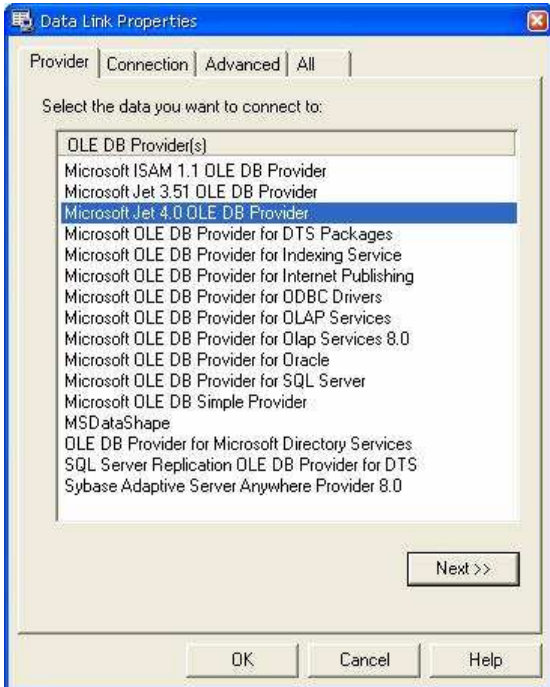 Data Link Properties
Provider Connection Advanced All
Select the data you want to connect to:
OLE DB Provider(s)
Microsoft ISAM 1.1 OLE DB Provider
Microsoft Jet 3.51 OLE DB Provider
Microsoft Jet 4.0 OLE DB Provider
Microsoft OLE DB Provider for DTS Packages
Microsoft OLE DB Provider for Indexing Service
Microsoft OLE DB Provider for Internet Publishing
Microsoft OLE DB Provider for ODBC Drivers
Microsoft OLE DB Provider for OLAP Services
Microsoft OLE DB Provider for Olap Services 8.0
Microsoft OLE DB Provider for Oracle
Microsoft OLE DB Provider for SQL Server
Microsoft OLE DB Simple Provider
MSDataShape
OLE DB Provider for Microsoft Directory Services
SQL Server Replication OLE DB Provider for DTS
Sybase Adaptive Server Anywhere Provider 8.0
Next >>
OK Cancel Help